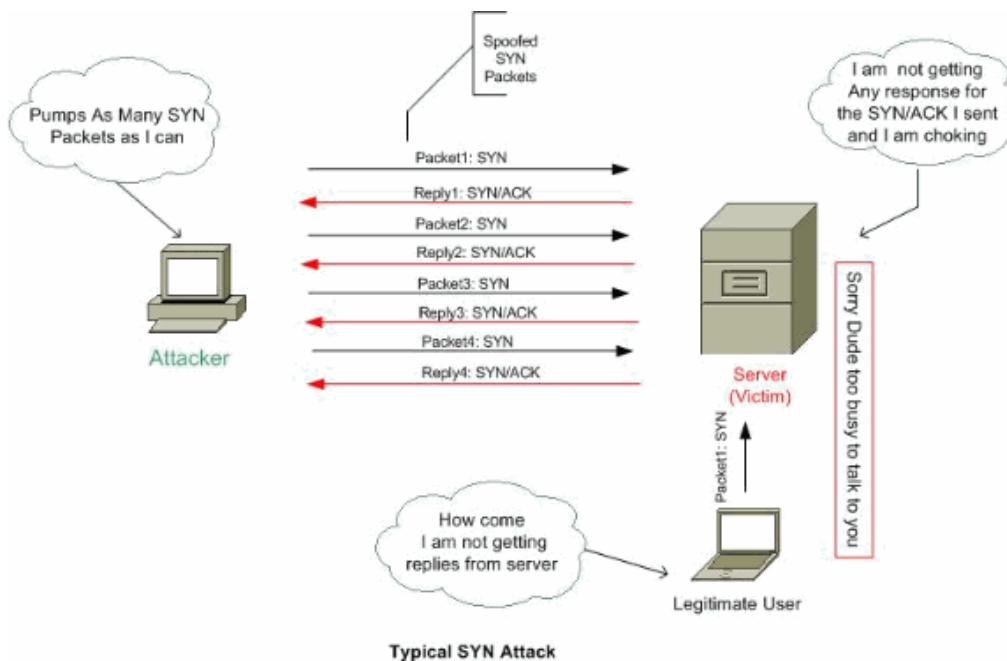 Spoofed
SYN
Packets
Pumps As Many SYN
Packets as I can
I am not getting
Any response for
the SYN/ACK I sent
and I am choking
Packet1: SYN
Reply1: SYN/ACK
Packet2: SYN
Reply2: SYN/ACK
Packet3: SYN
Reply3: SYN/ACK
Packet4: SYN
Reply4: SYN/ACK
Attacker
Server
(Victim)
Sorry Dude too busy to talk to you
Packet1: SYN
How come
I am not getting
replies from server
Legitimate User
Typical SYN Attack